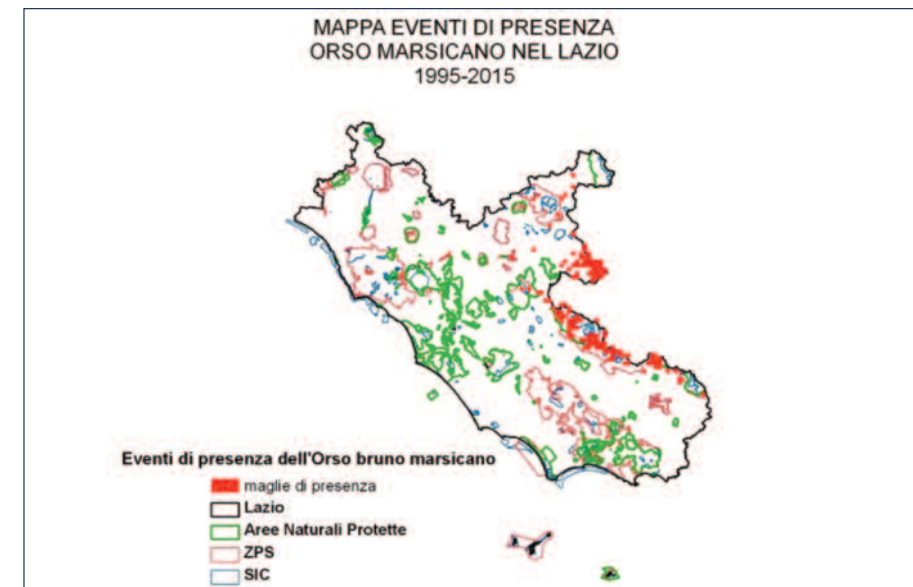 MAPPA EVENTI DI PRESENZA
ORSO MARSICANO NEL LAZIO
1995-2015
Eventi di presenza dell'Orso bruno marsicano
maglie di presenza
Lazio
Aree Naturali Protette
ZPS
SIC